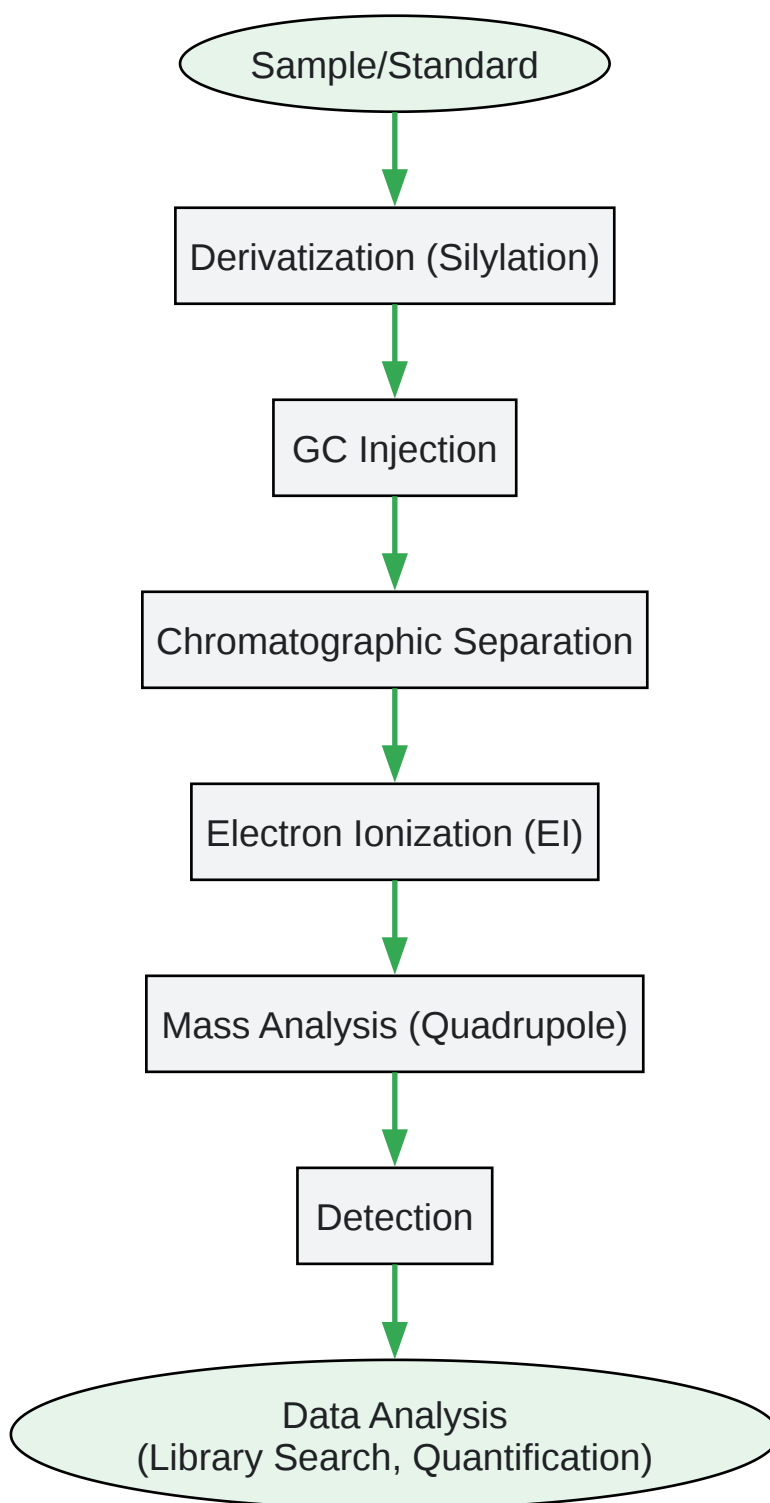 Sample/Standard
Derivatization (Silylation)
GC Injection
Chromatographic Separation
Electron Ionization (EI)
Mass Analysis (Quadrupole)
Detection
Data Analysis
(Library Search, Quantification)